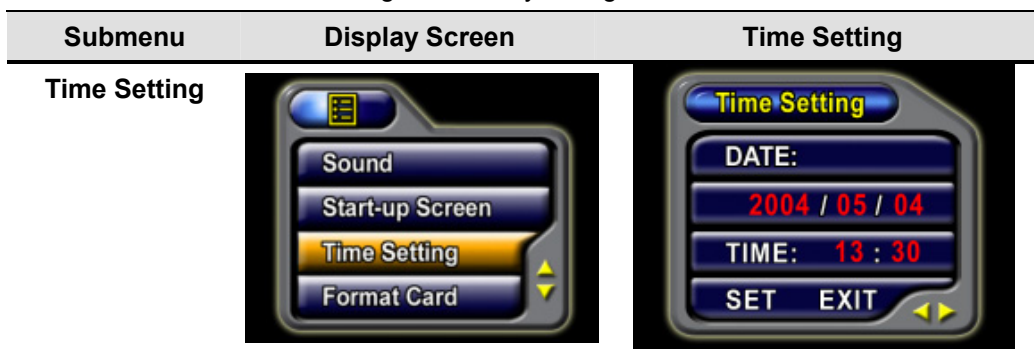 Submenu Display Screen Time Setting
Time Setting
Sound
Start-up Screen
Time Setting
Format Card
Time Setting
DATE:
2004 / 05 / 04
TIME: 13 : 30
SET EXIT